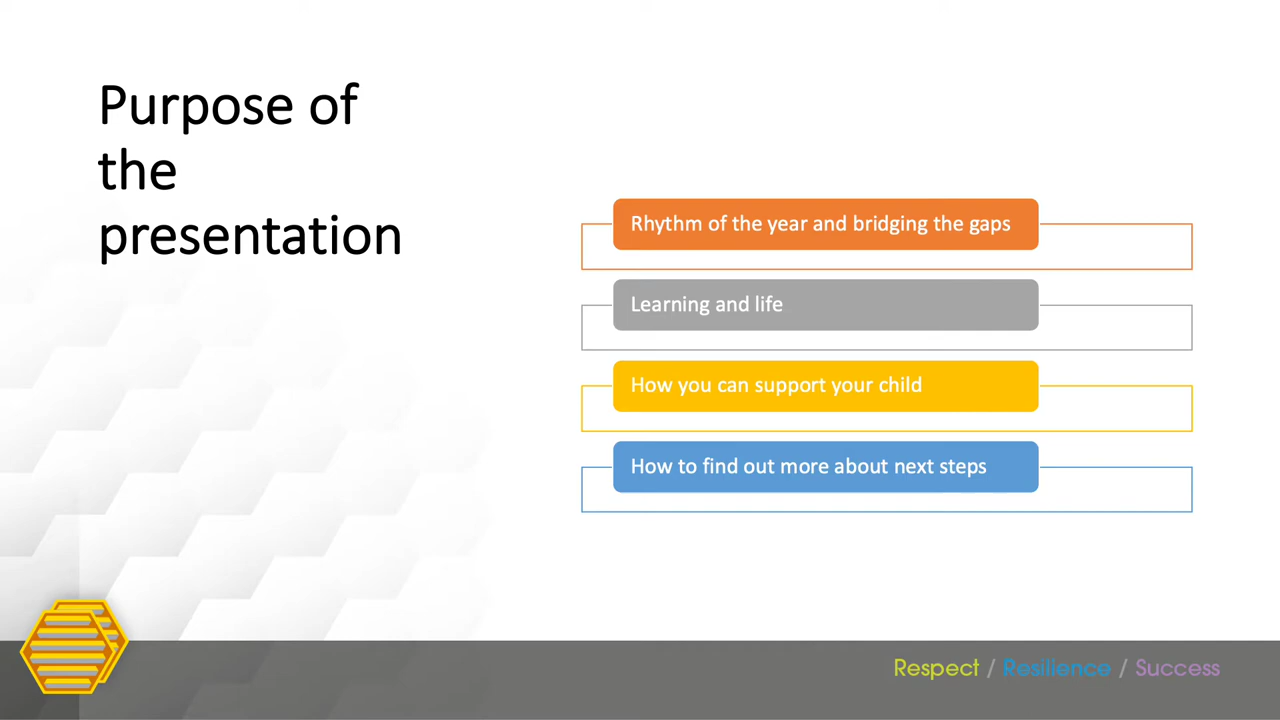 Purpose of
the
presentation
Rhythm of the year and bridging the gaps
Learning and life
How you can support your child
How to find out more about next steps
Respect / Resilience / Success